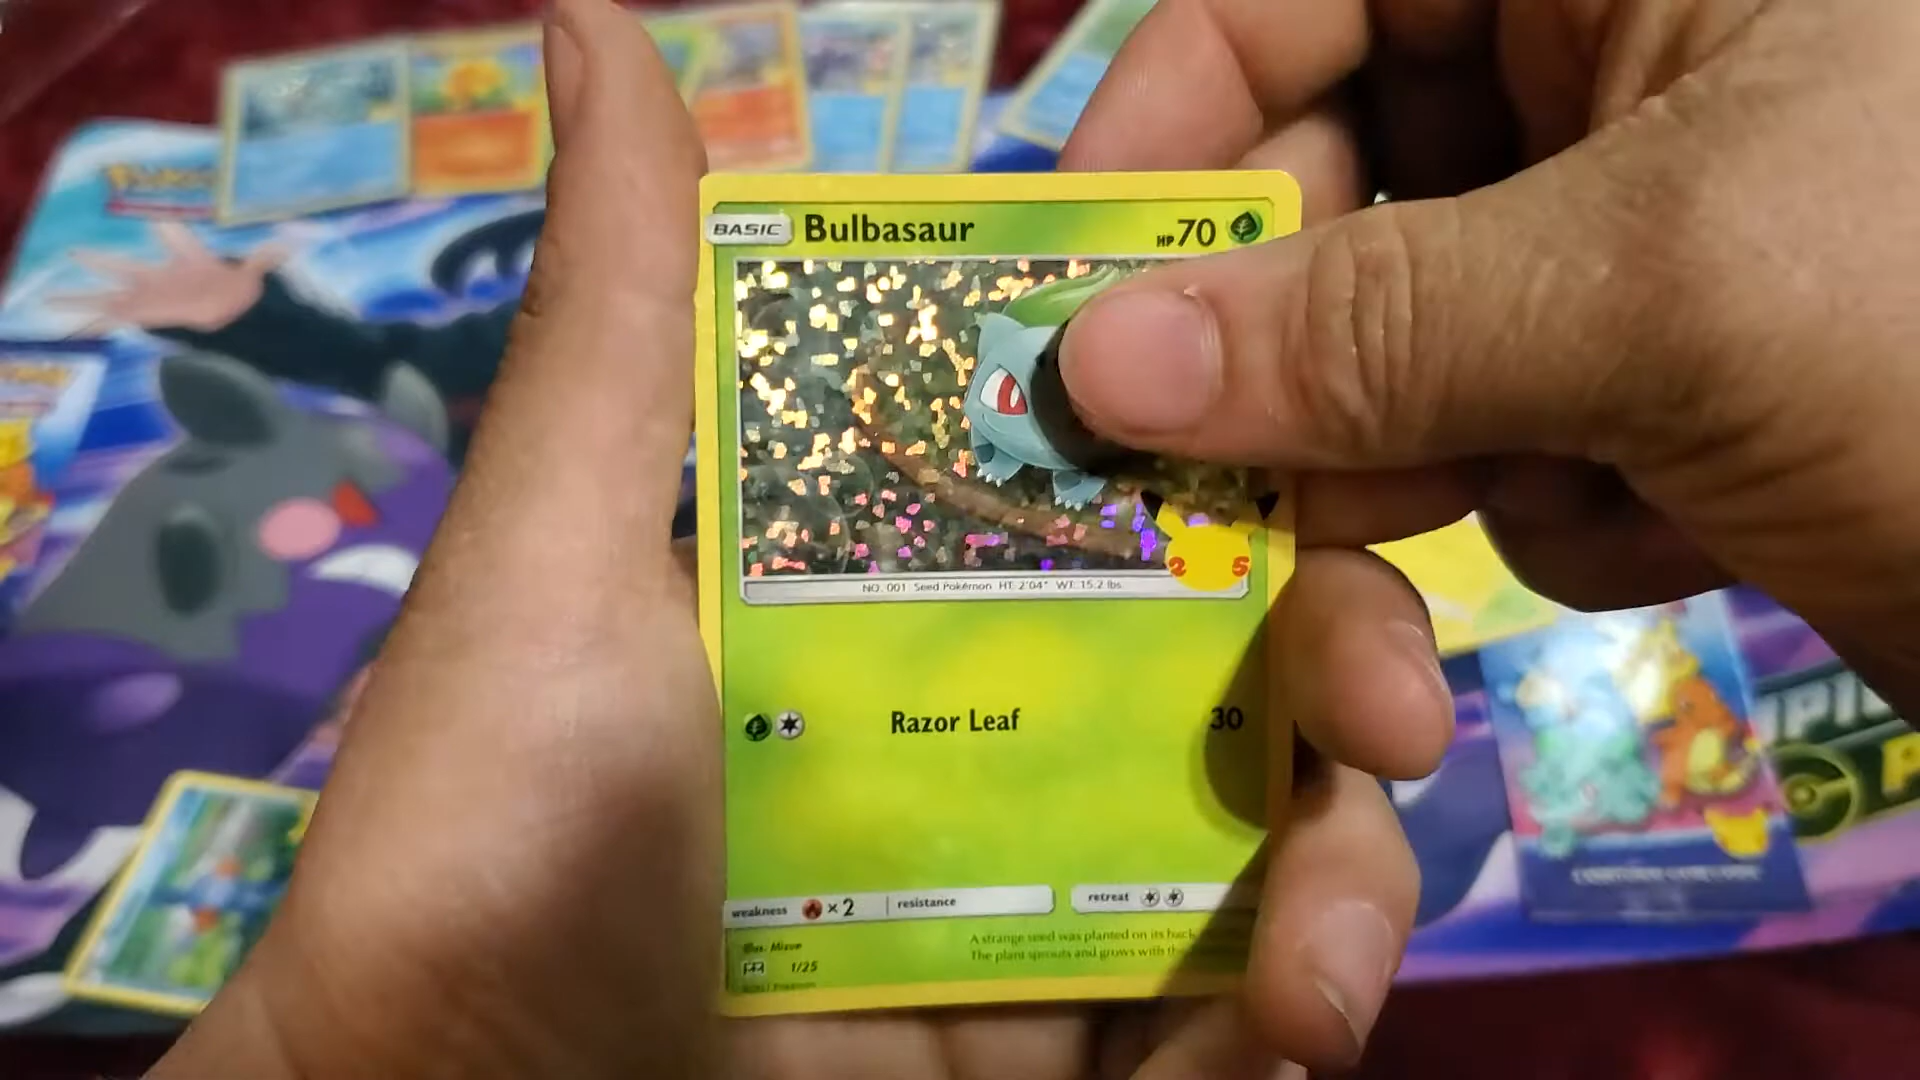 BASIC Bulbasaur HP 70
2 5
NO. 001 Seed Pokémon HT: 2'04" WT: 15.2 lbs.
Razor Leaf 30
weakness ×2 resistance retreat
Illus. Mizue
A strange seed was planted on its back
The plant sprouts and grows with
1/25